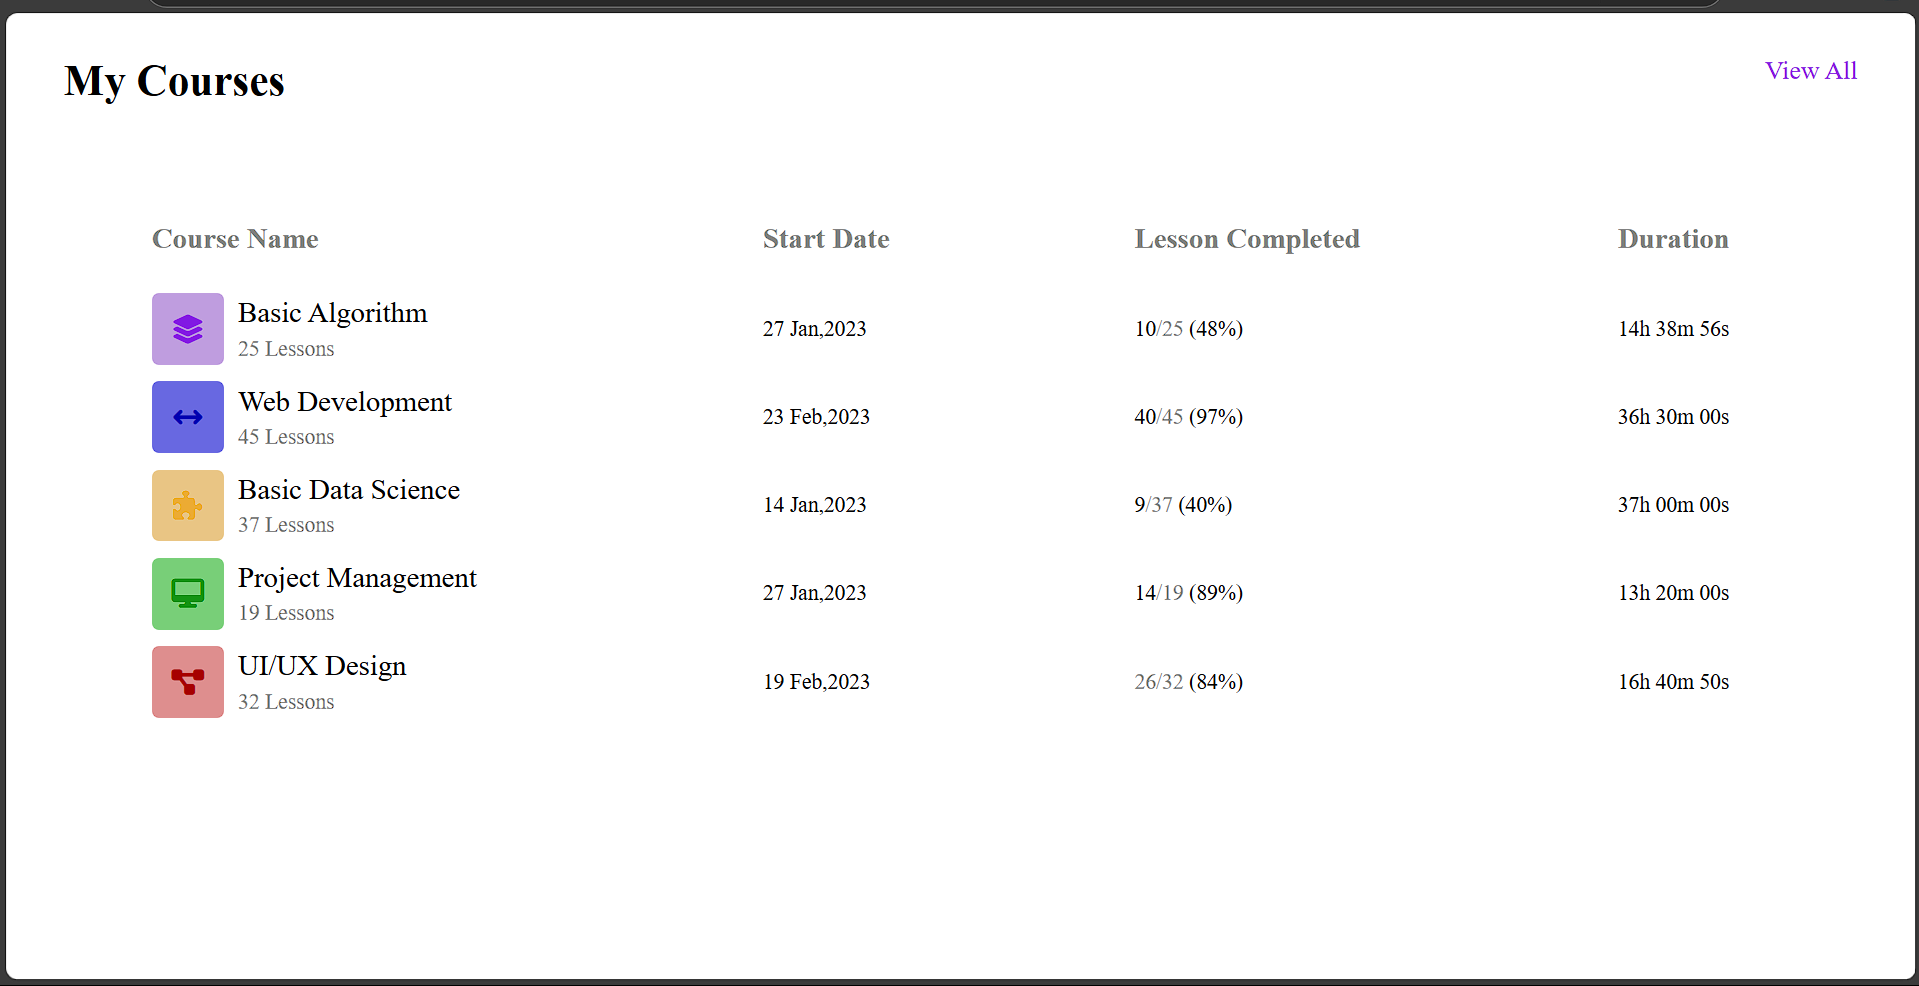 My Courses
View All
Course Name Start Date Lesson Completed Duration
Basic Algorithm
25 Lessons
27 Jan,2023 10/25 (48%) 14h 38m 56s
Web Development
45 Lessons
23 Feb,2023 40/45 (97%) 36h 30m 00s
Basic Data Science
37 Lessons
14 Jan,2023 9/37 (40%) 37h 00m 00s
Project Management
19 Lessons
27 Jan,2023 14/19 (89%) 13h 20m 00s
UI/UX Design
32 Lessons
19 Feb,2023 26/32 (84%) 16h 40m 50s